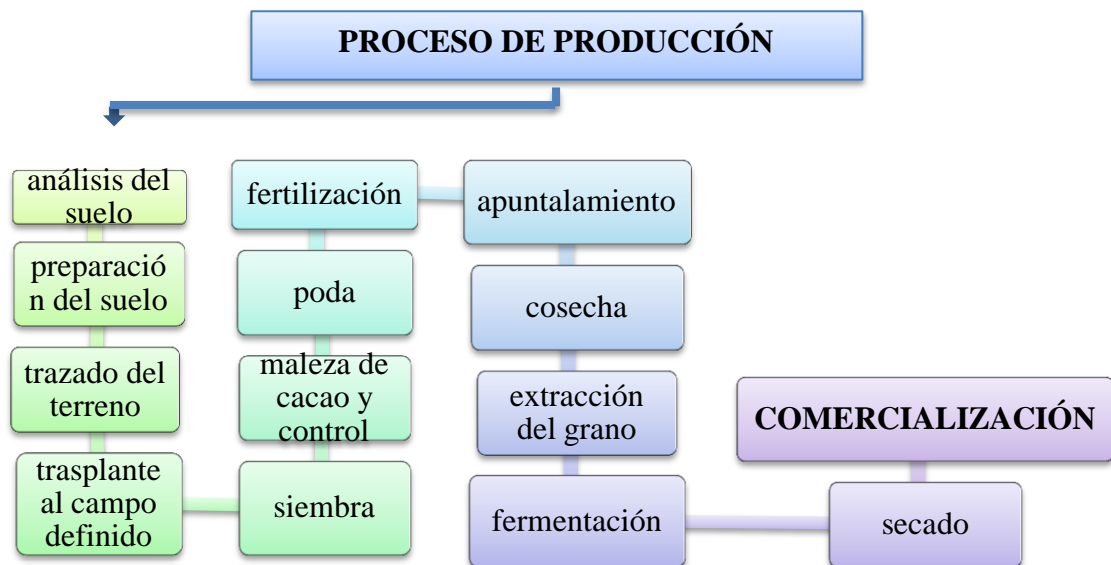 PROCESO DE PRODUCCIÓN
análisis del
suelo
preparació
n del suelo
trazado del
terreno
trasplante
al campo
definido
siembra
maleza de
cacao y
control
poda
fertilización
apuntalamiento
cosecha
extracción
del grano
fermentación
secado
COMERCIALIZACIÓN